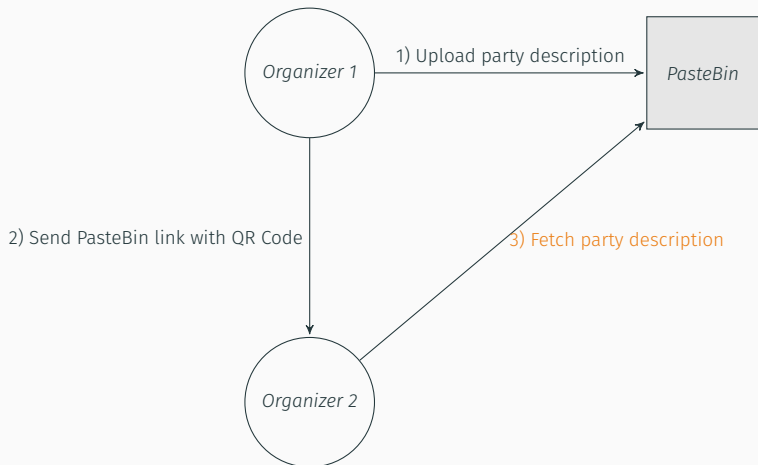 Organizer 1
1) Upload party description
PasteBin
2) Send PasteBin link with QR Code
3) Fetch party description
Organizer 2